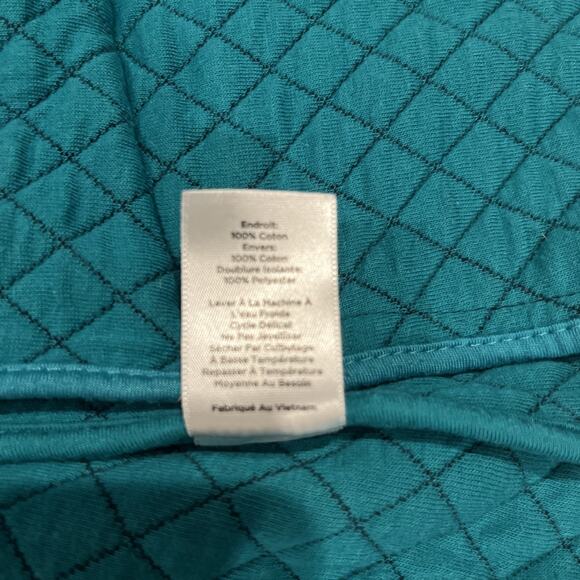 Endroit:
100% Coton
Envers:
100% Coton
Doublure Isolante:
100% Polyester
Laver À La Machine À
L'eau Froide
Cycle Délicat
Ne Pas Javelliser
Sécher Par Culbutage
À Basse Température
Repasser À Température
Moyenne Au Besoin
Fabriqué Au Vietnam